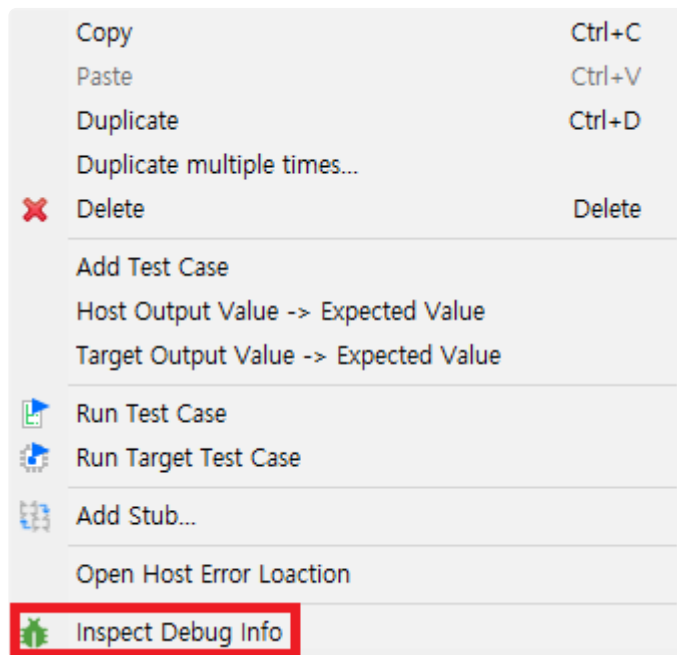 Copy Ctrl+C
Paste Ctrl+V
Duplicate Ctrl+D
Duplicate multiple times...
Delete Delete
Add Test Case
Host Output Value -> Expected Value
Target Output Value -> Expected Value
Run Test Case
Run Target Test Case
Add Stub...
Open Host Error Loaction
Inspect Debug Info